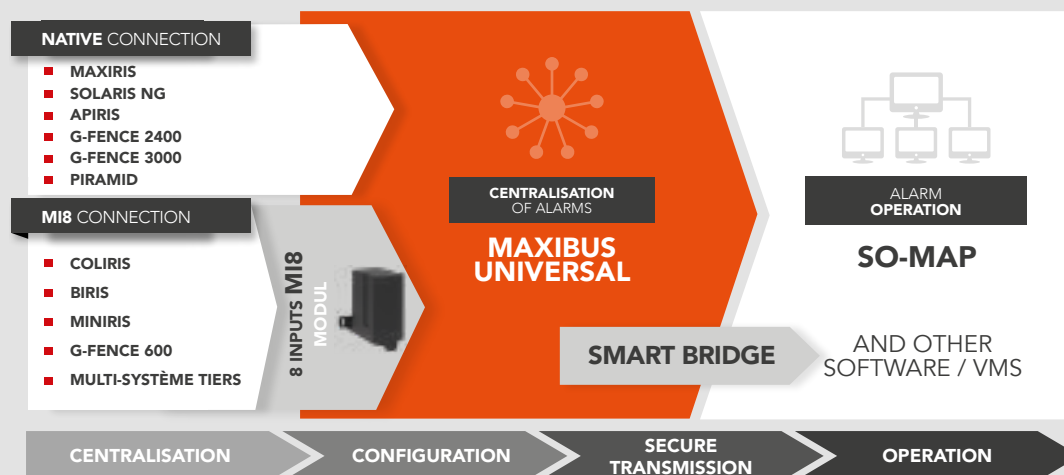 NATIVE CONNECTION
MAXIRIS
SOLARIS NG
APIRIS
G-FENCE 2400
G-FENCE 3000
PIRAMID
MI8 CONNECTION
COLIRIS
BIRIS
MINIRIS
G-FENCE 600
MULTI-SYSTÈME TIERS
8 INPUTS MI8
MODUL
CENTRALISATION
OF ALARMS
MAXIBUS
UNIVERSAL
SMART BRIDGE
ALARM
OPERATION
SO-MAP
AND OTHER
SOFTWARE / VMS
CENTRALISATION
CONFIGURATION
SECURE
TRANSMISSION
OPERATION